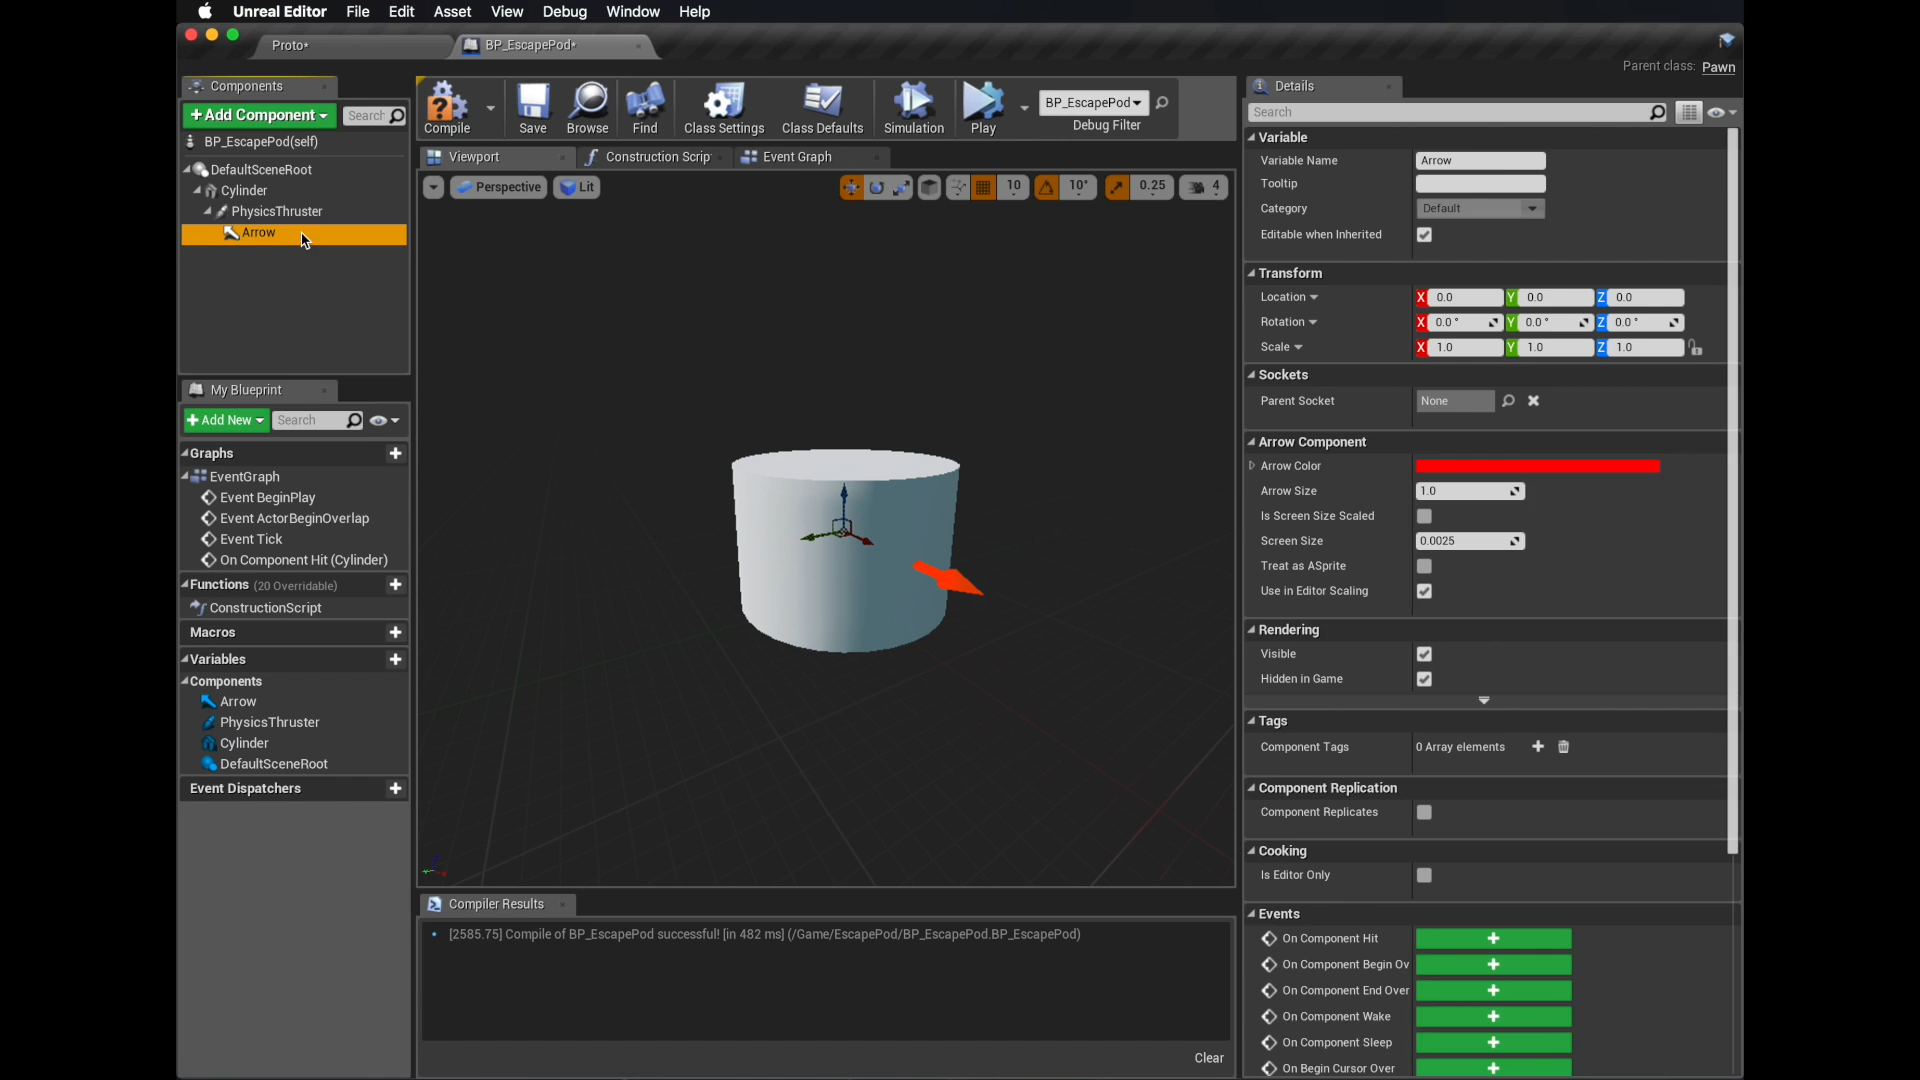 Unreal Editor File Edit Asset View Window Debug Help
Proto*
BP_EscapePod*
Parent class: Pawn
Components
+Add Component
Search
BP_EscapePod(self)
DefaultSceneRoot
Cylinder
PhysicsThruster
Arrow
My Blueprint
+Add New
Search
Graphs
EventGraph
Event BeginPlay
Event ActorBeginOverlap
Event Tick
On Component Hit (Cylinder)
Functions (20 Overridable)
ConstructionScript
Macros
Variables
Components
Arrow
PhysicsThruster
Cylinder
DefaultSceneRoot
Event Dispatchers
Compile
Save
Browse
Find
Class Settings
Class Defaults
Simulation
Play
BP_EscapePod
Debug Filter
Viewport
Construction Scrip
Event Graph
Perspective
Lit
10
10°
0.25
4
Compiler Results
[2585.75] Compile of BP_EscapePod successful! [in 482 ms] (/Game/EscapePod/BP_EscapePod.BP_EscapePod)
Clear
Details
Search
Variable
Variable Name Arrow
Tooltip
Category Default
Editable when Inherited
Transform
Location X 0.0 Y 0.0 Z 0.0
Rotation X 0.0° Y 0.0° Z 0.0°
Scale X 1.0 Y 1.0 Z 1.0
Sockets
Parent Socket None
Arrow Component
Arrow Color
Arrow Size 1.0
Is Screen Size Scaled
Screen Size 0.0025
Treat as ASprite
Use in Editor Scaling
Rendering
Visible
Hidden in Game
Tags
Component Tags 0 Array elements
Component Replication
Component Replicates
Cooking
Is Editor Only
Events
On Component Hit
On Component Begin Ov
On Component End Over
On Component Wake
On Component Sleep
On Begin Cursor Over